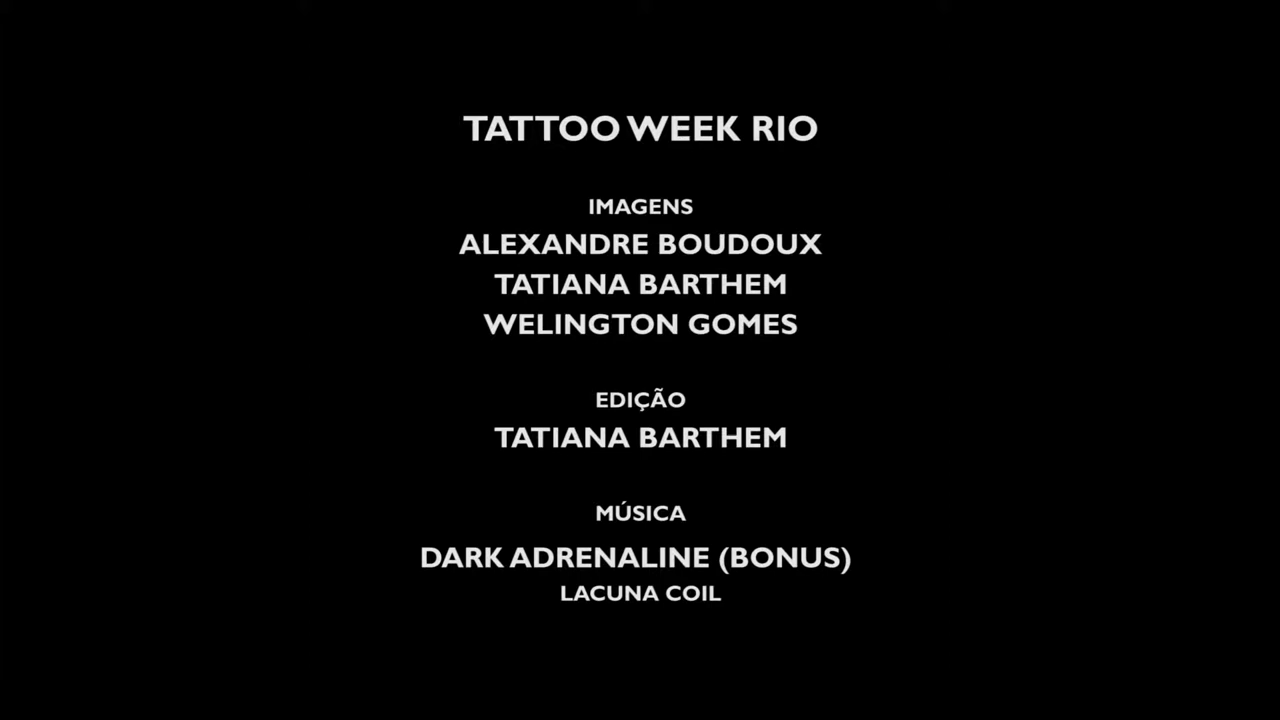 TATTOO WEEK RIO
IMAGENS
ALEXANDRE BOUDOUX
TATIANA BARTHEM
WELINGTON GOMES
EDIÇÃO
TATIANA BARTHEM
MÚSICA
DARK ADRENALINE (BONUS)
LACUNA COIL